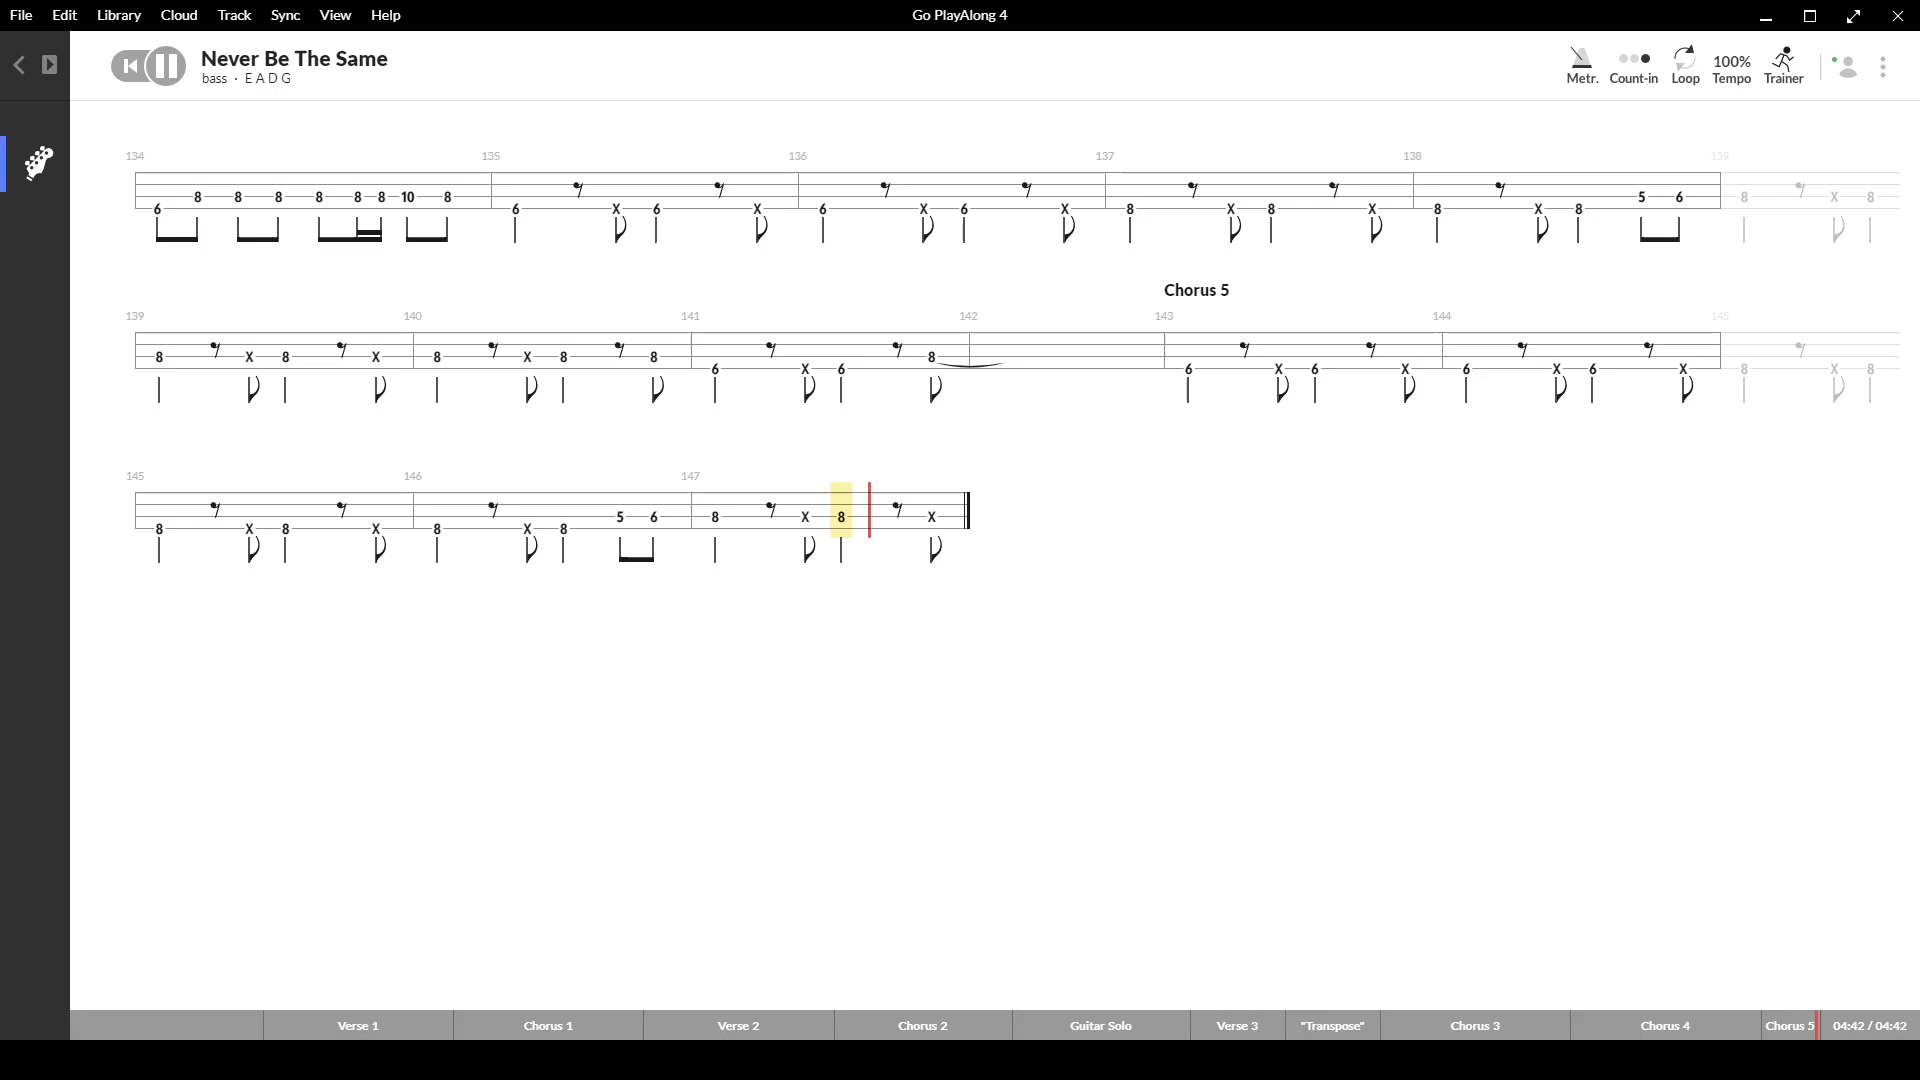 File Edit Library Cloud Track Sync View Help
Go PlayAlong 4
Never Be The Same
bass · E A D G
100%
Metr. Count-in Loop Tempo Trainer
134 135 136 137 138 139
8 8 8 8 8 8 10 8 5 6 8 X 8
6 6 X 6 X 6 X 6 X 8 X 8 X 8 X 8
Chorus 5
139 140 141 142 143 144 145
8 X 8 X 8 X 8 8 8
6 X 6 6 X 6 X 6 X 6 X 8 X 8
145 146 147
5 6 8 X 8 X
8 X 8 X 8 X 8
Verse 1 Chorus 1 Verse 2 Chorus 2 Guitar Solo Verse 3 "Transpose" Chorus 3 Chorus 4 Chorus 5 04:42 / 04:42